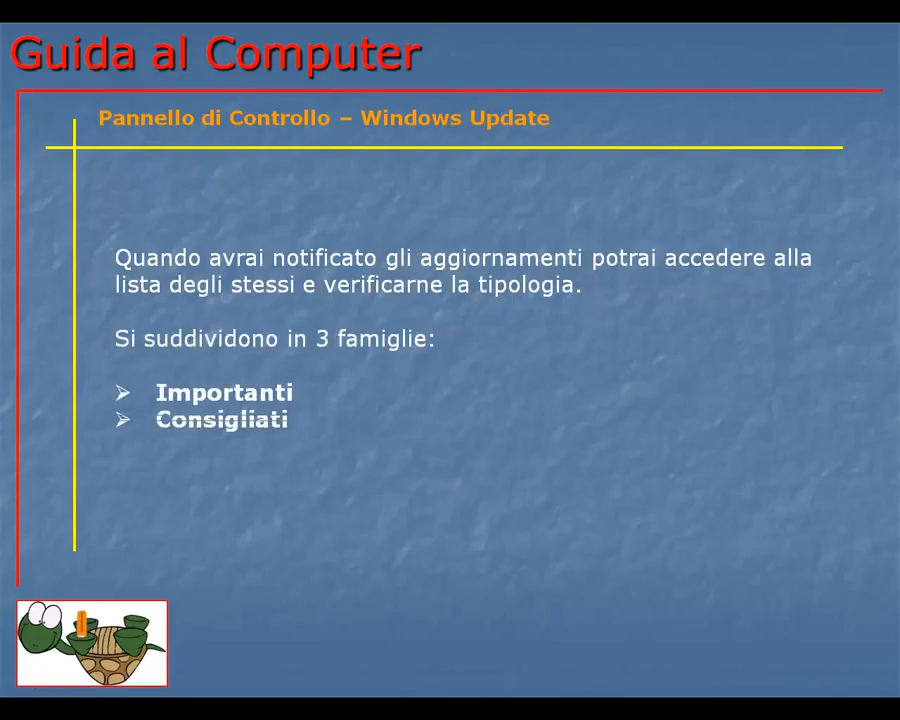 Guida al Computer
Pannello di Controllo – Windows Update
Quando avrai notificato gli aggiornamenti potrai accedere alla
lista degli stessi e verificarne la tipologia.
Si suddividono in 3 famiglie:
Importanti
Consigliati